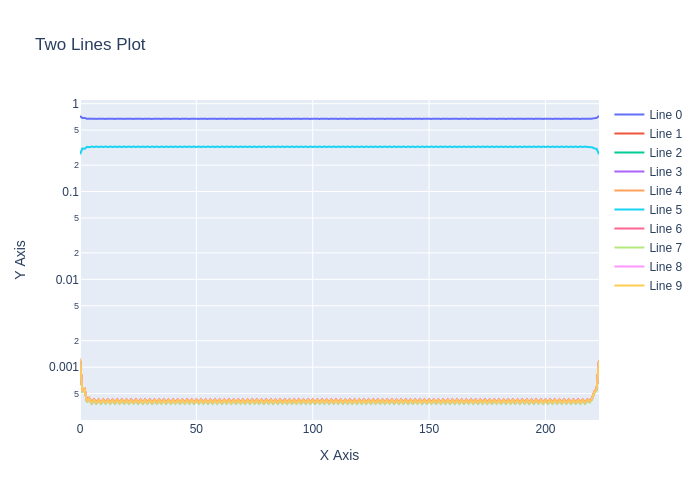 Two Lines Plot
Y Axis
1
5
2
0.1
5
2
0.01
5
2
0.001
5
0
50
100
150
200
X Axis
Line 0
Line 1
Line 2
Line 3
Line 4
Line 5
Line 6
Line 7
Line 8
Line 9